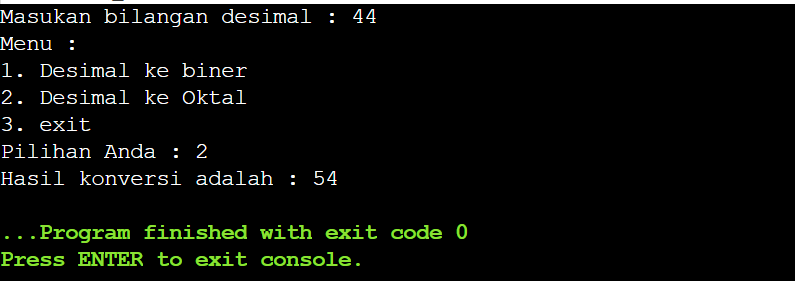 Masukan bilangan desimal : 44
Menu :
1. Desimal ke biner
2. Desimal ke Oktal
3. exit
Pilihan Anda : 2
Hasil konversi adalah : 54
...Program finished with exit code 0
Press ENTER to exit console.